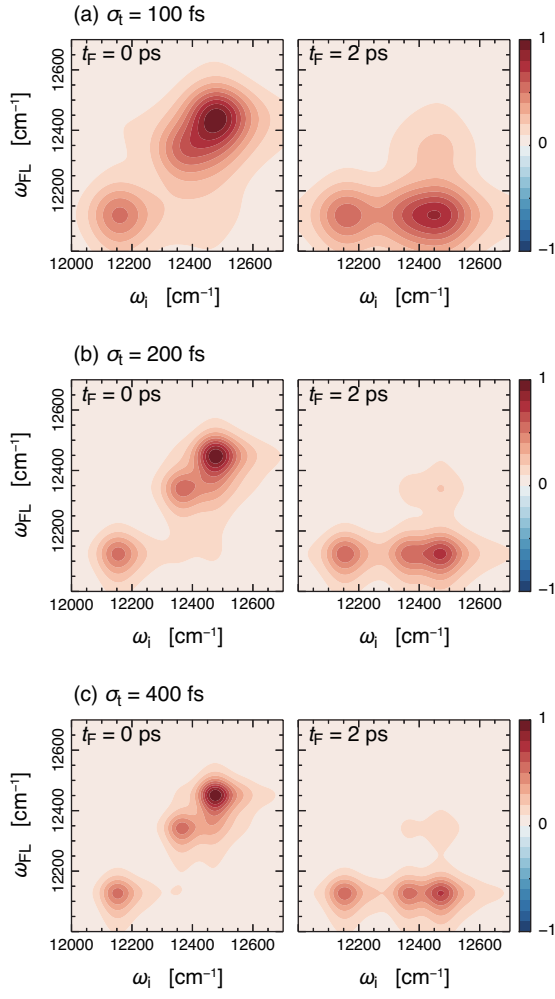 (a) σt = 100 fs
tF = 0 ps
tF = 2 ps
12600
12400
12200
ωFL [cm−1]
12000 12200 12400 12600
12200 12400 12600
ωi [cm−1]
ωi [cm−1]
1
0
−1
(b) σt = 200 fs
tF = 0 ps
tF = 2 ps
12600
12400
12200
ωFL [cm−1]
12000 12200 12400 12600
12200 12400 12600
ωi [cm−1]
ωi [cm−1]
1
0
−1
(c) σt = 400 fs
tF = 0 ps
tF = 2 ps
12600
12400
12200
ωFL [cm−1]
12000 12200 12400 12600
12200 12400 12600
ωi [cm−1]
ωi [cm−1]
1
0
−1